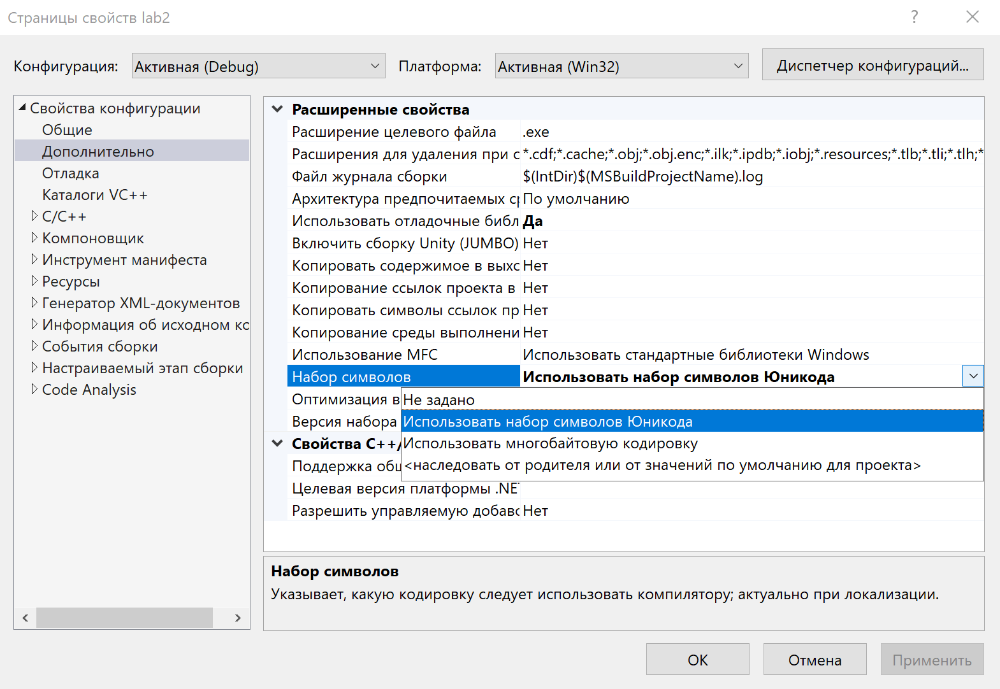 Страницы свойств lab2
?
Конфигурация: Активная (Debug) Платформа: Активная (Win32) Диспетчер конфигураций...
Свойства конфигурации
Общие
Дополнительно
Отладка
Каталоги VC++
C/C++
Компоновщик
Инструмент манифеста
Ресурсы
Генератор XML-документов
Информация об исходном ко
События сборки
Настраиваемый этап сборки
Code Analysis
Расширенные свойства
Расширение целевого файла .exe
Расширения для удаления при с *.cdf;*.cache;*.obj;*.obj.enc;*.ilk;*.ipdb;*.iobj;*.resources;*.tlb;*.tli;*.tlh;*
Файл журнала сборки $(IntDir)$(MSBuildProjectName).log
Архитектура предпочитаемых ср По умолчанию
Использовать отладочные библ Да
Включить сборку Unity (JUMBO) Нет
Копировать содержимое в выхо Нет
Копирование ссылок проекта в Нет
Копировать символы ссылок пр Нет
Копирование среды выполнени Нет
Использование MFC Использовать стандартные библиотеки Windows
Набор символов Использовать набор символов Юникода
Оптимизация в
Не задано
Версия набора
Использовать набор символов Юникода
Свойства C++/
Использовать многобайтовую кодировку
Поддержка общ
<наследовать от родителя или от значений по умолчанию для проекта>
Целевая версия платформы .NET
Разрешить управляемую добавс Нет
Набор символов
Указывает, какую кодировку следует использовать компилятору; актуально при локализации.
ОК Отмена Применить